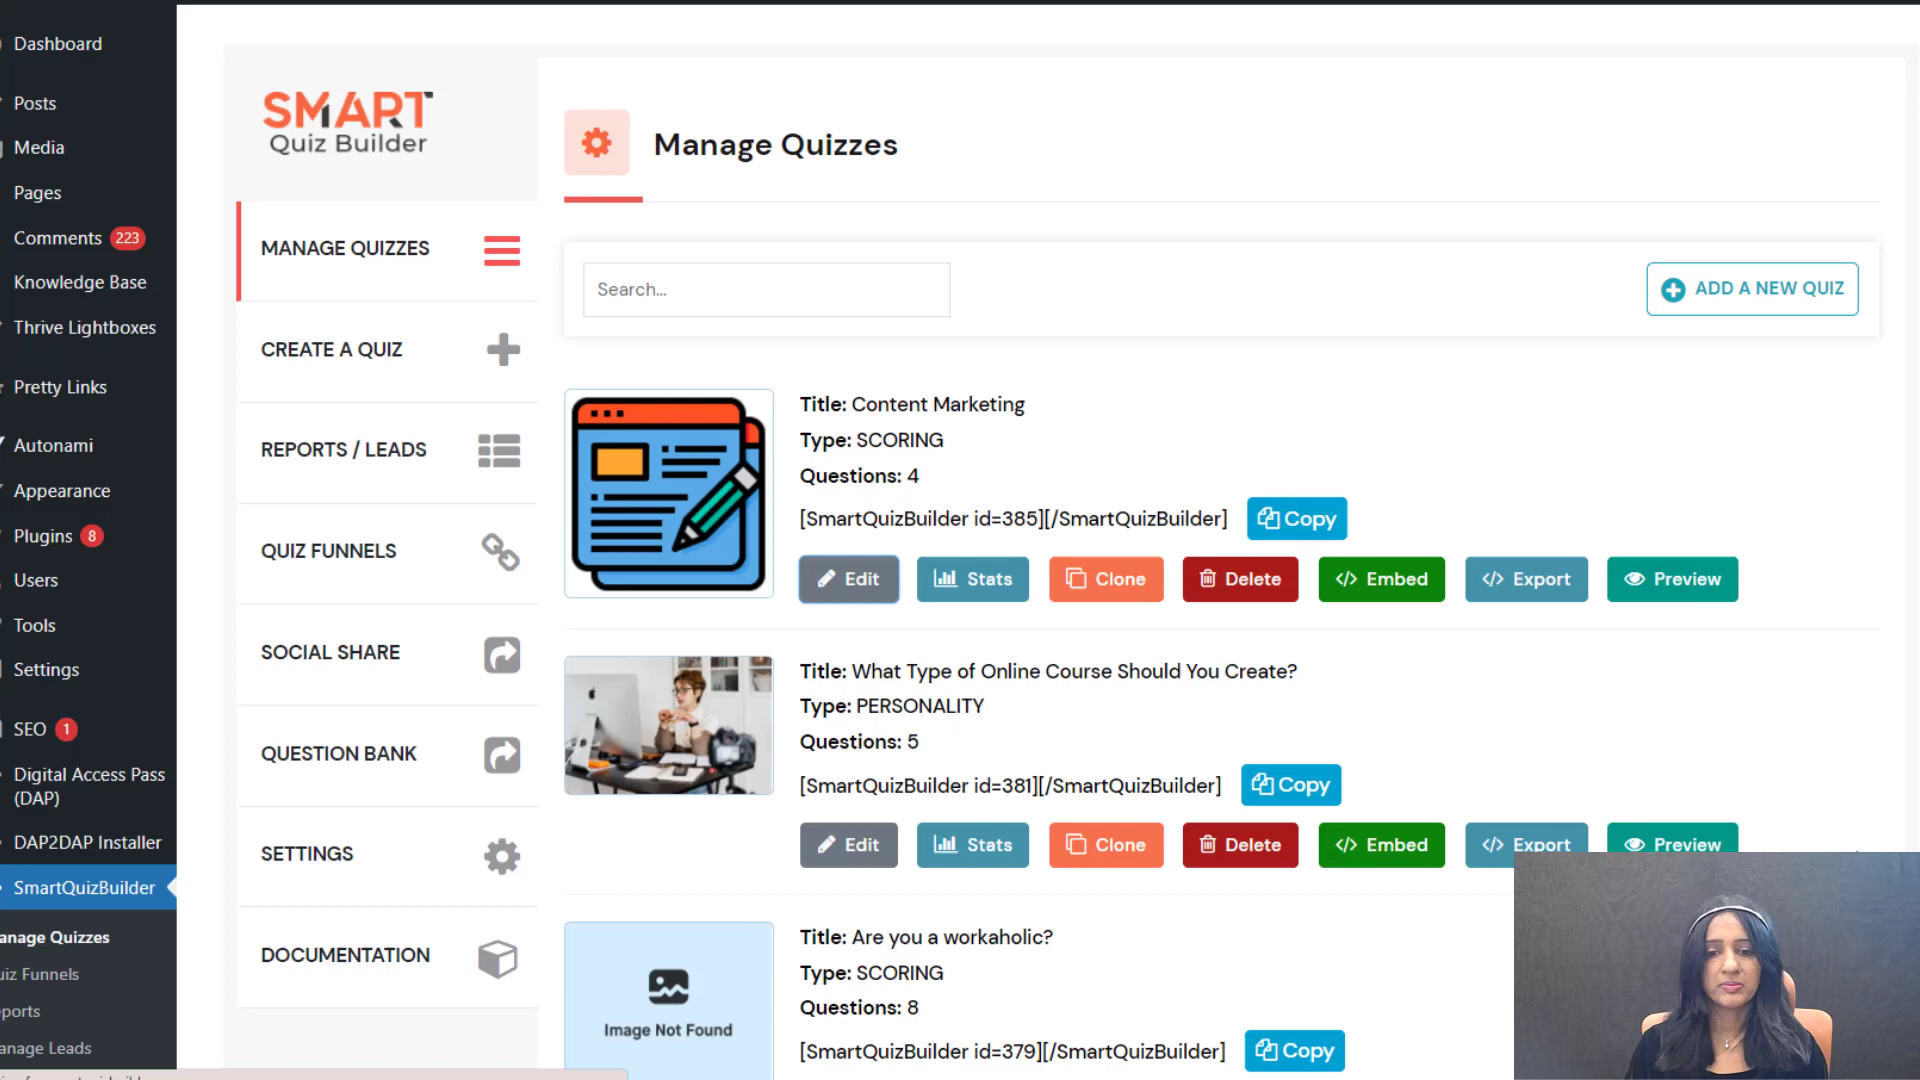 Dashboard
Posts
Media
Pages
Comments 223
Knowledge Base
Thrive Lightboxes
Pretty Links
Autonami
Appearance
Plugins 8
Users
Tools
Settings
SEO 1
Digital Access Pass
(DAP)
DAP2DAP Installer
SmartQuizBuilder
anage Quizzes
uiz Funnels
ports
anage Leads
SMART
Quiz Builder
MANAGE QUIZZES
CREATE A QUIZ
REPORTS / LEADS
QUIZ FUNNELS
SOCIAL SHARE
QUESTION BANK
SETTINGS
DOCUMENTATION
Manage Quizzes
Search...
ADD A NEW QUIZ
Title: Content Marketing
Type: SCORING
Questions: 4
[SmartQuizBuilder id=385][/SmartQuizBuilder] Copy
Edit Stats Clone Delete </> Embed </> Export Preview
Title: What Type of Online Course Should You Create?
Type: PERSONALITY
Questions: 5
[SmartQuizBuilder id=381][/SmartQuizBuilder] Copy
Edit Stats Clone Delete </> Embed </> Export Preview
Image Not Found
Title: Are you a workaholic?
Type: SCORING
Questions: 8
[SmartQuizBuilder id=379][/SmartQuizBuilder] Copy